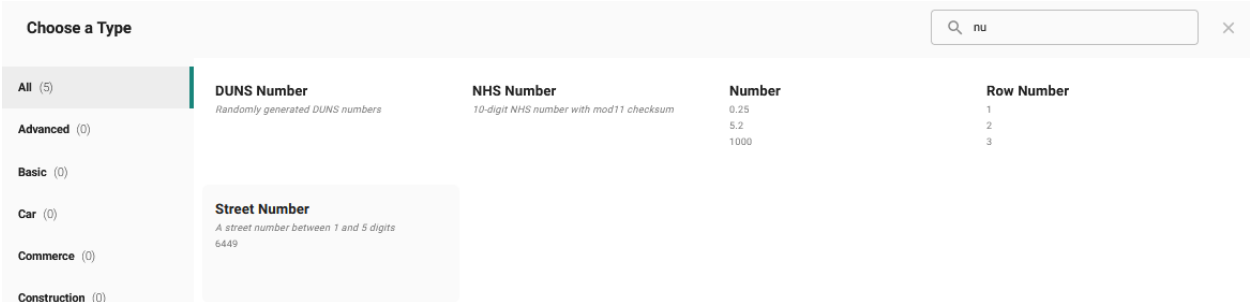 Choose a Type
nu
All (5)
Advanced (0)
Basic (0)
Car (0)
Commerce (0)
Construction (0)
DUNS Number
Randomly generated DUNS numbers
NHS Number
10-digit NHS number with mod11 checksum
Number
0.25
5.2
1000
Row Number
1
2
3
Street Number
A street number between 1 and 5 digits
6449